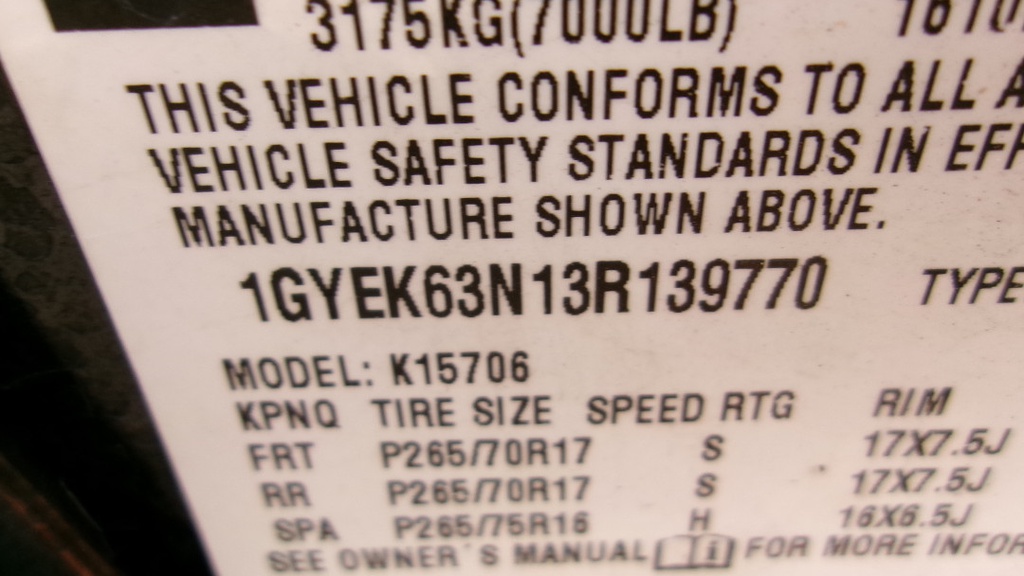 3175KG(7000LB)
THIS VEHICLE CONFORMS TO ALL
VEHICLE SAFETY STANDARDS IN
MANUFACTURE SHOWN ABOVE.
1GYEK63N13R139770 TYPE
MODEL: K15706
KPNQ TIRE SIZE SPEED RTG RIM
FRT P265/70R17 S 17X7.5J
RR P265/70R17 S 17X7.5J
SPA P265/75R16 H 16X6.5J
SEE OWNER'S MANUAL FOR MORE